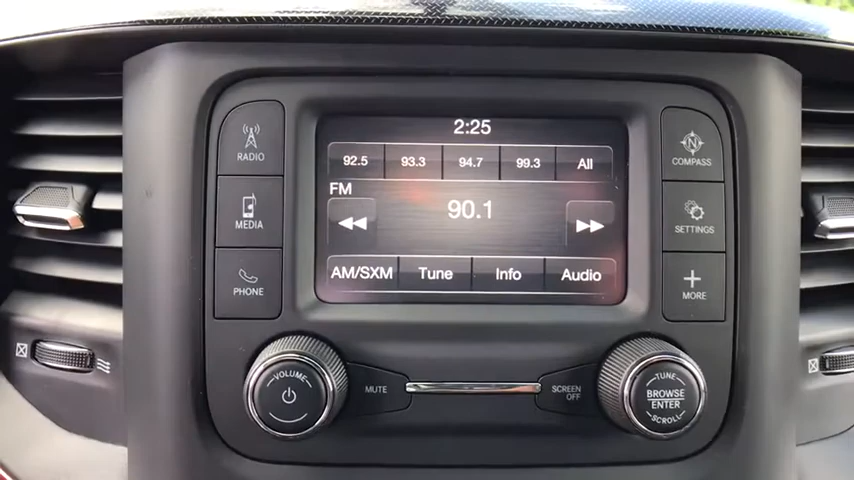 2:25
RADIO
92.5 93.3 94.7 99.3 All
COMPASS
N
FM
90.1
MEDIA
SETTINGS
AM/SXM Tune Info Audio
PHONE
MORE
VOLUME
MUTE
SCREEN
OFF
TUNE
BROWSE
ENTER
SCROLL